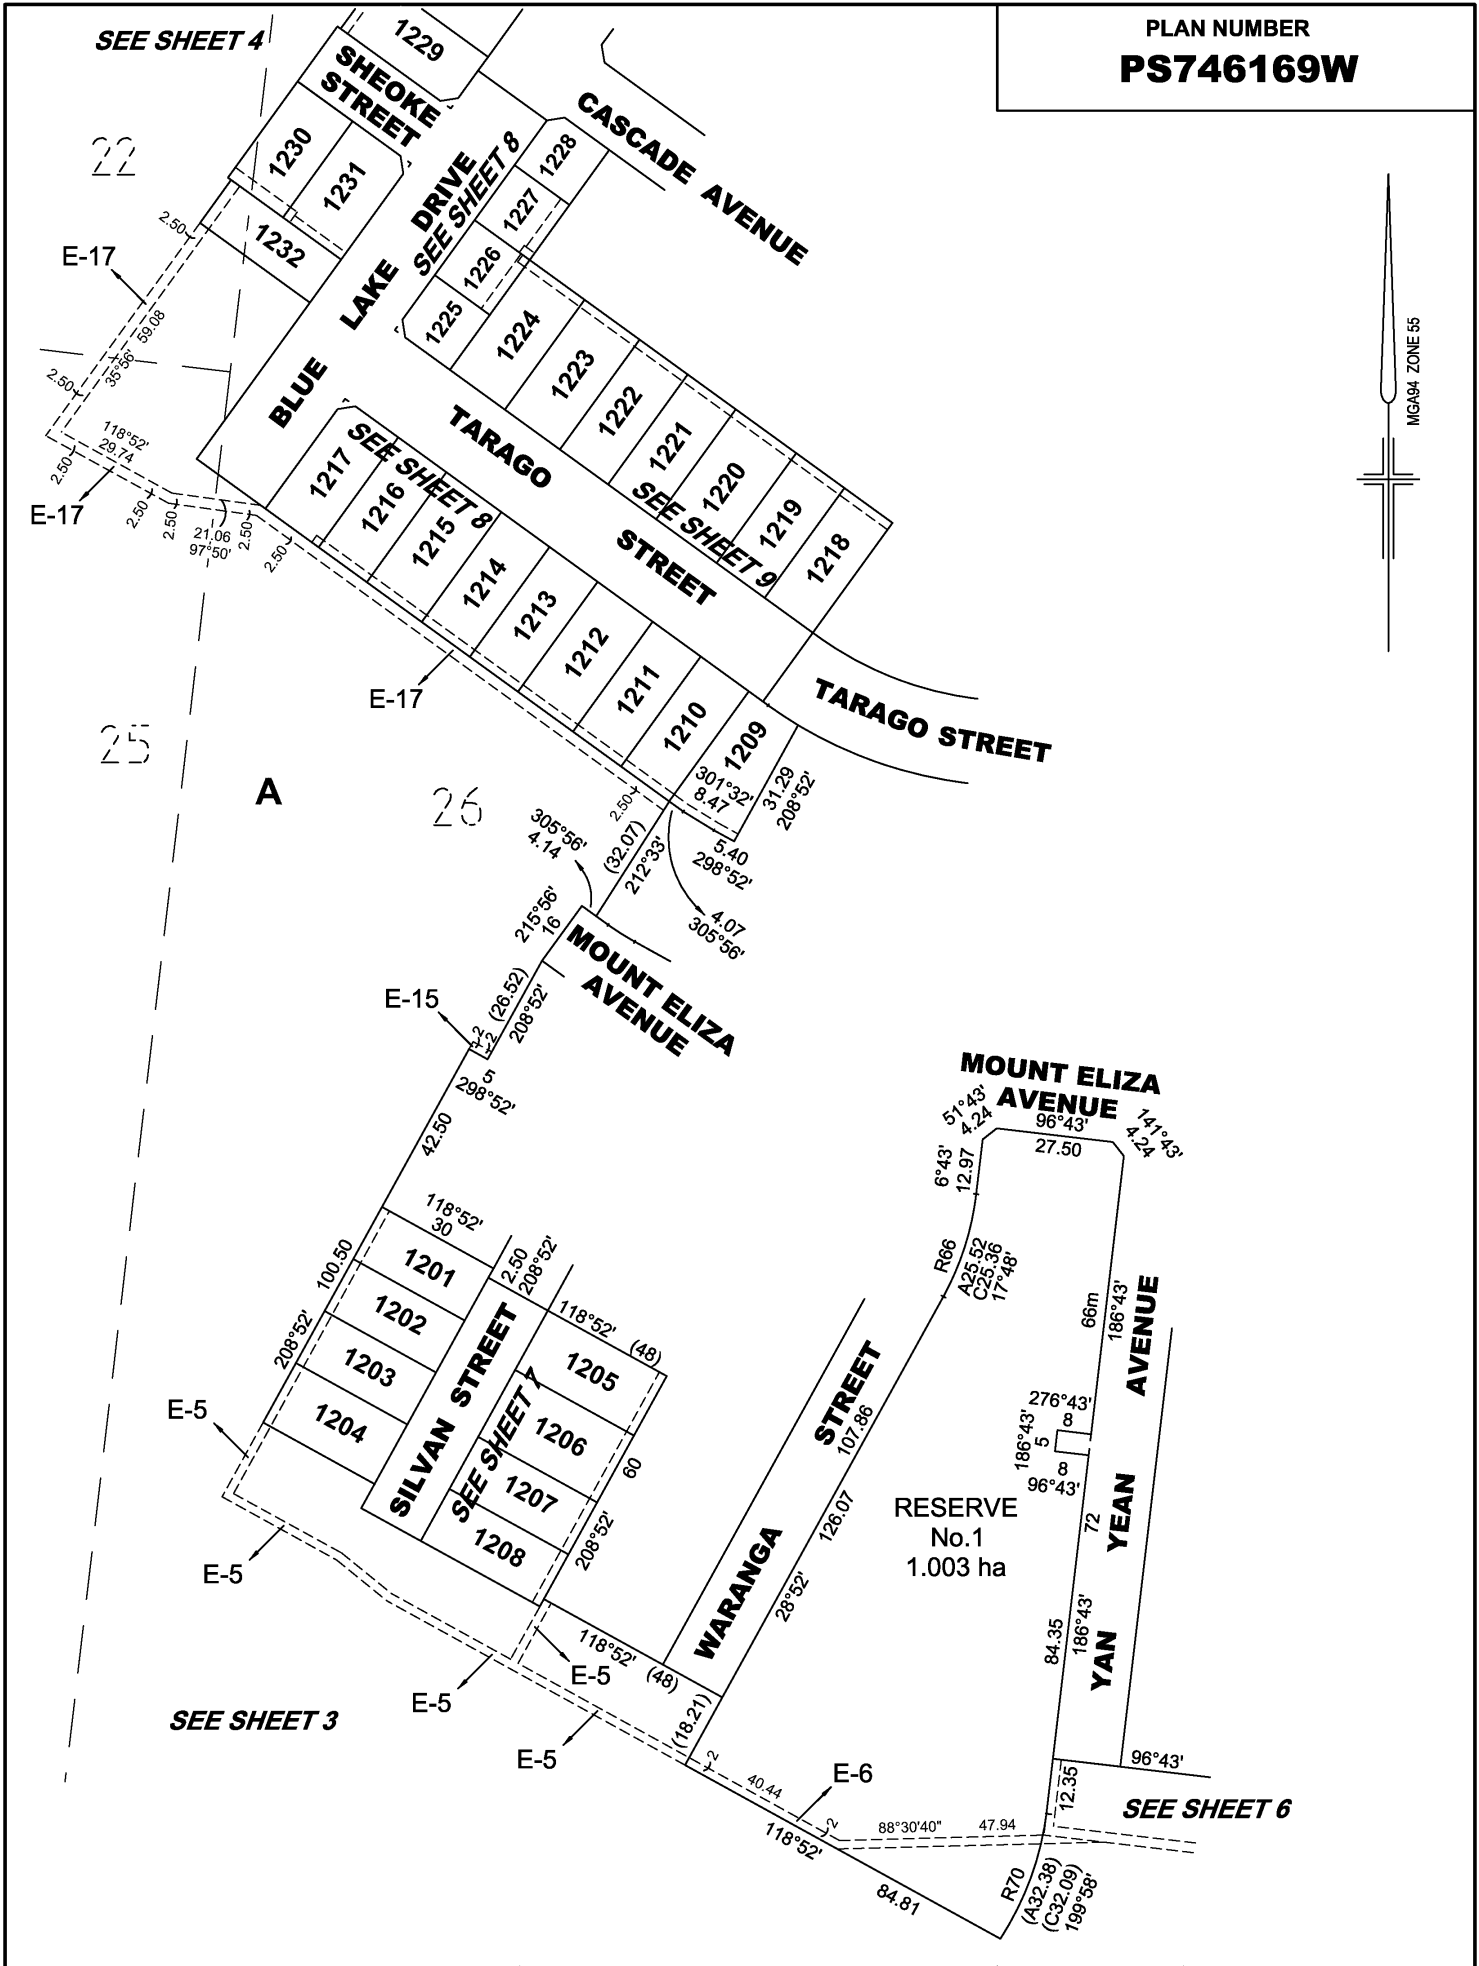 PLAN NUMBER
PS746169W
SEE SHEET 4
1229
SHEOKE
STREET
CASCADE AVENUE
22
1230
1231
1232
BLUE LAKE DRIVE
SEE SHEET 8
1228
1227
1226
1225
2.50
E-17
59.08
35°56'
2.50
118°52'
29.74
2.50
E-17
2.50
2.50
21.06
97°50'
2.50
2.50
MGA94 ZONE 55
1224
1223
1222
1221
1220
1219
1218
TARAGO
STREET
SEE SHEET 9
SEE SHEET 8
1217
1216
1215
1214
1213
1212
1211
1210
1209
E-17
TARAGO STREET
25
A
26
301°32'
8.47
31.29
208°52'
2.50
5.40
298°52'
305°56'
4.14
(32.07)
212°33'
4.07
305°56'
215°56'
16
MOUNT ELIZA
AVENUE
E-15
2
2
(26.52)
208°52'
5
298°52'
42.50
MOUNT ELIZA
AVENUE
51°43'
4.24
96°43'
27.50
141°43'
4.24
6°43'
12.97
R66
A25.52
C25.36
17°48'
118°52'
30
100.50
208°52'
1201
1202
1203
1204
2.50
208°52'
SILVAN STREET
SEE SHEET 7
118°52'
(48)
1205
1206
1207
1208
60
208°52'
E-5
E-5
E-5
E-5
E-5
WARANGA STREET
107.86
126.07
28°52'
66m
186°43'
YAN YEAN AVENUE
276°43'
8
186°43'
5
8
96°43'
72
RESERVE
No.1
1.003 ha
84.35
186°43'
118°52'
(48)
(18.21)
SEE SHEET 3
2
40.44
E-6
2
118°52'
88°30'40"
47.94
96°43'
12.35
SEE SHEET 6
R70
(A32.38)
(C32.09)
199°58'
84.81